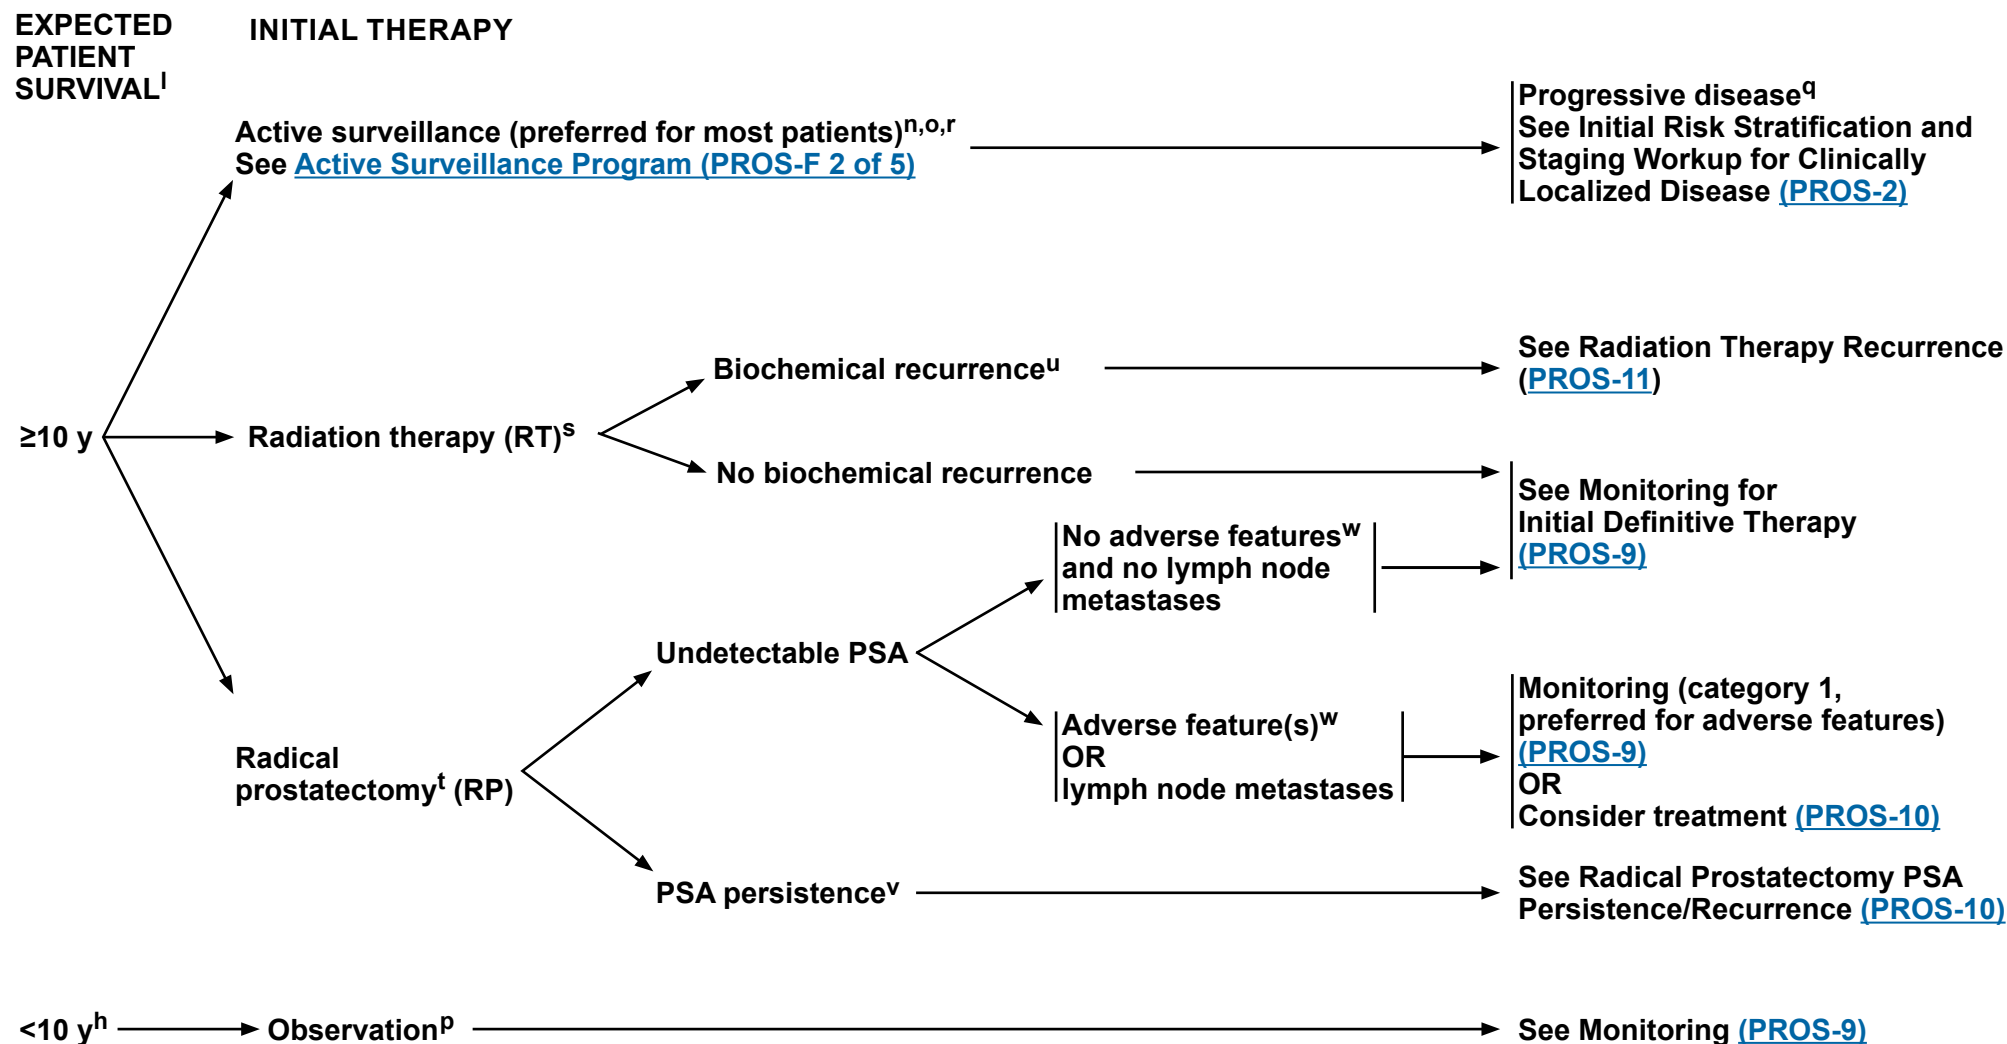 EXPECTED
PATIENT
SURVIVALl
INITIAL THERAPY
Active surveillance (preferred for most patients)n,o,r
See Active Surveillance Program (PROS-F 2 of 5)
Progressive diseaseq
See Initial Risk Stratification and
Staging Workup for Clinically
Localized Disease (PROS-2)
≥10 y
Radiation therapy (RT)s
Biochemical recurrenceu
See Radiation Therapy Recurrence
(PROS-11)
No biochemical recurrence
See Monitoring for
Initial Definitive Therapy
(PROS-9)
Radical
prostatectomyt (RP)
Undetectable PSA
No adverse featuresw
and no lymph node
metastases
Adverse feature(s)w
OR
lymph node metastases
Monitoring (category 1,
preferred for adverse features)
(PROS-9)
OR
Consider treatment (PROS-10)
PSA persistencev
See Radical Prostatectomy PSA
Persistence/Recurrence (PROS-10)
<10 yh
Observationp
See Monitoring (PROS-9)